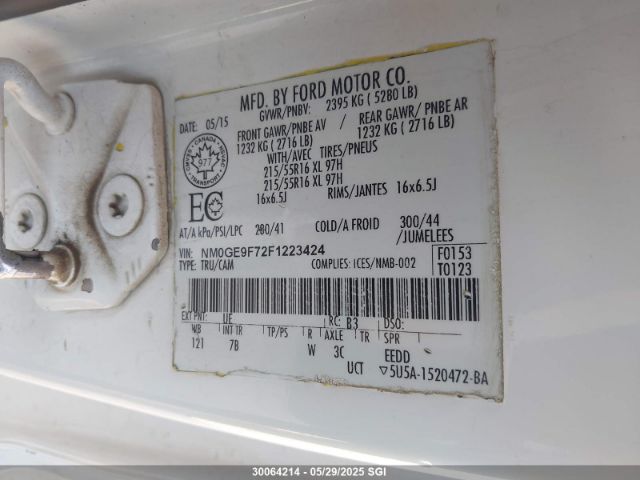 MFD. BY FORD MOTOR CO.
GVWR/PNBV: 2395 KG ( 5280 LB)
DATE: 05/15
FRONT GAWR/PNBE AV
1232 KG ( 2716 LB)
REAR GAWR/ PNBE AR
1232 KG ( 2716 LB)
WITH/AVEC TIRES/PNEUS
215/55R16 XL 97H
215/55R16 XL 97H
16x6.5J
RIMS/JANTES 16x6.5J
CANADA
TRANSPORT
977
EC
AT/A kPa/PSI/LPC 280/41 COLD/A FROID 300/44
/JUMELEES
VIN: NM0GE9F72F1223424
TYPE: TRU/CAM
COMPLIES: ICES/NMB-002
F0153
T0123
EXT PNT: UE RC: B3 DSO:
WB INT TR TP/PS R AXLE TR SPR
121 7B W 3C EEDD
UCT ▽5U5A-1520472-BA
30064214 - 05/29/2025 SGI